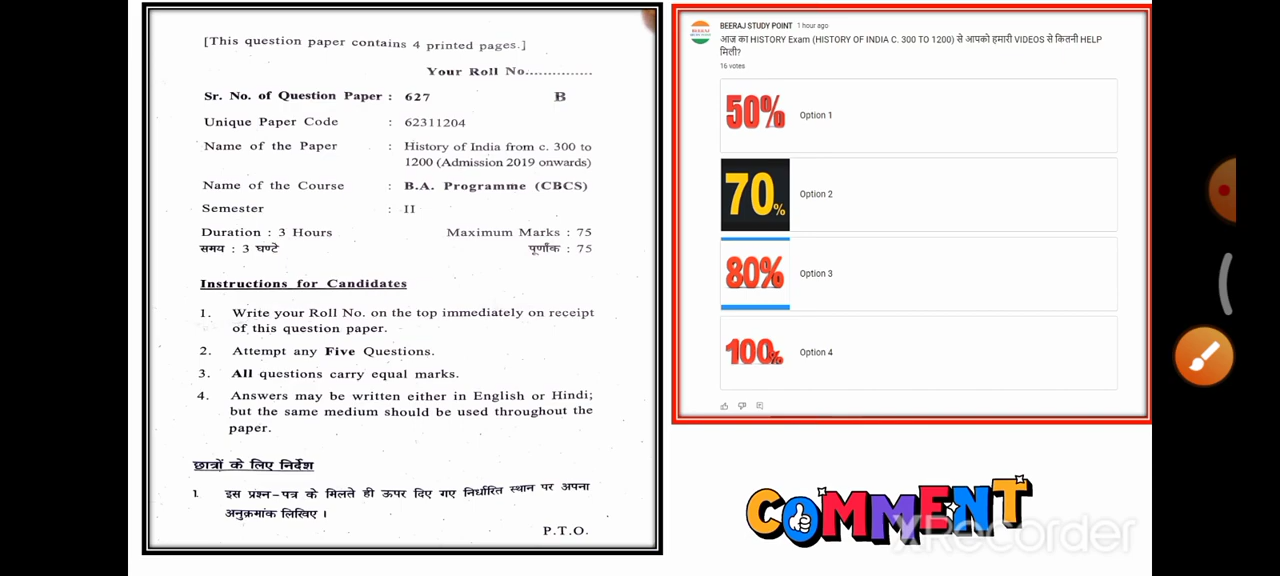 [This question paper contains 4 printed pages.]
Your Roll No...............
Sr. No. of Question Paper : 627 B
Unique Paper Code : 62311204
Name of the Paper : History of India from c. 300 to
1200 (Admission 2019 onwards)
Name of the Course : B.A. Programme (CBCS)
Semester : II
Duration : 3 Hours Maximum Marks : 75
समय : 3 घण्टे पूर्णांक : 75
Instructions for Candidates
1. Write your Roll No. on the top immediately on receipt
of this question paper.
2. Attempt any Five Questions.
3. All questions carry equal marks.
4. Answers may be written either in English or Hindi;
but the same medium should be used throughout the
paper.
छात्रों के लिए निर्देश
1. इस प्रश्न-पत्र के मिलते ही ऊपर दिए गए निर्धारित स्थान पर अपना
अनुक्रमांक लिखिए ।
P.T.O.
BEERAJ STUDY POINT 1 hour ago
आज का HISTORY Exam (HISTORY OF INDIA C. 300 TO 1200) से आपको हमारी VIDEOS से कितनी HELP
मिली?
16 votes
50% Option 1
70% Option 2
80% Option 3
100% Option 4
COMMENT
XRecorder